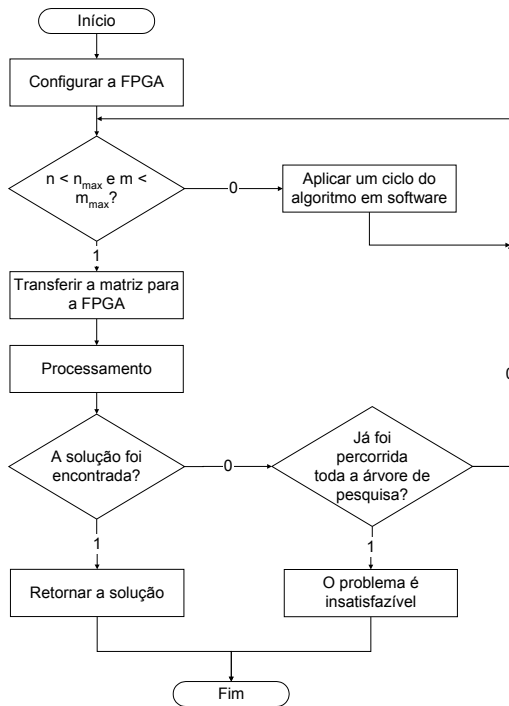 Início
Configurar a FPGA
n < nmax e m <
mmax?
0
Aplicar um ciclo do
algoritmo em software
1
Transferir a matriz para
a FPGA
Processamento
0
A solução foi
encontrada?
0
Já foi
percorrida
toda a árvore de
pesquisa?
1
1
Retornar a solução
O problema é
insatisfazível
Fim